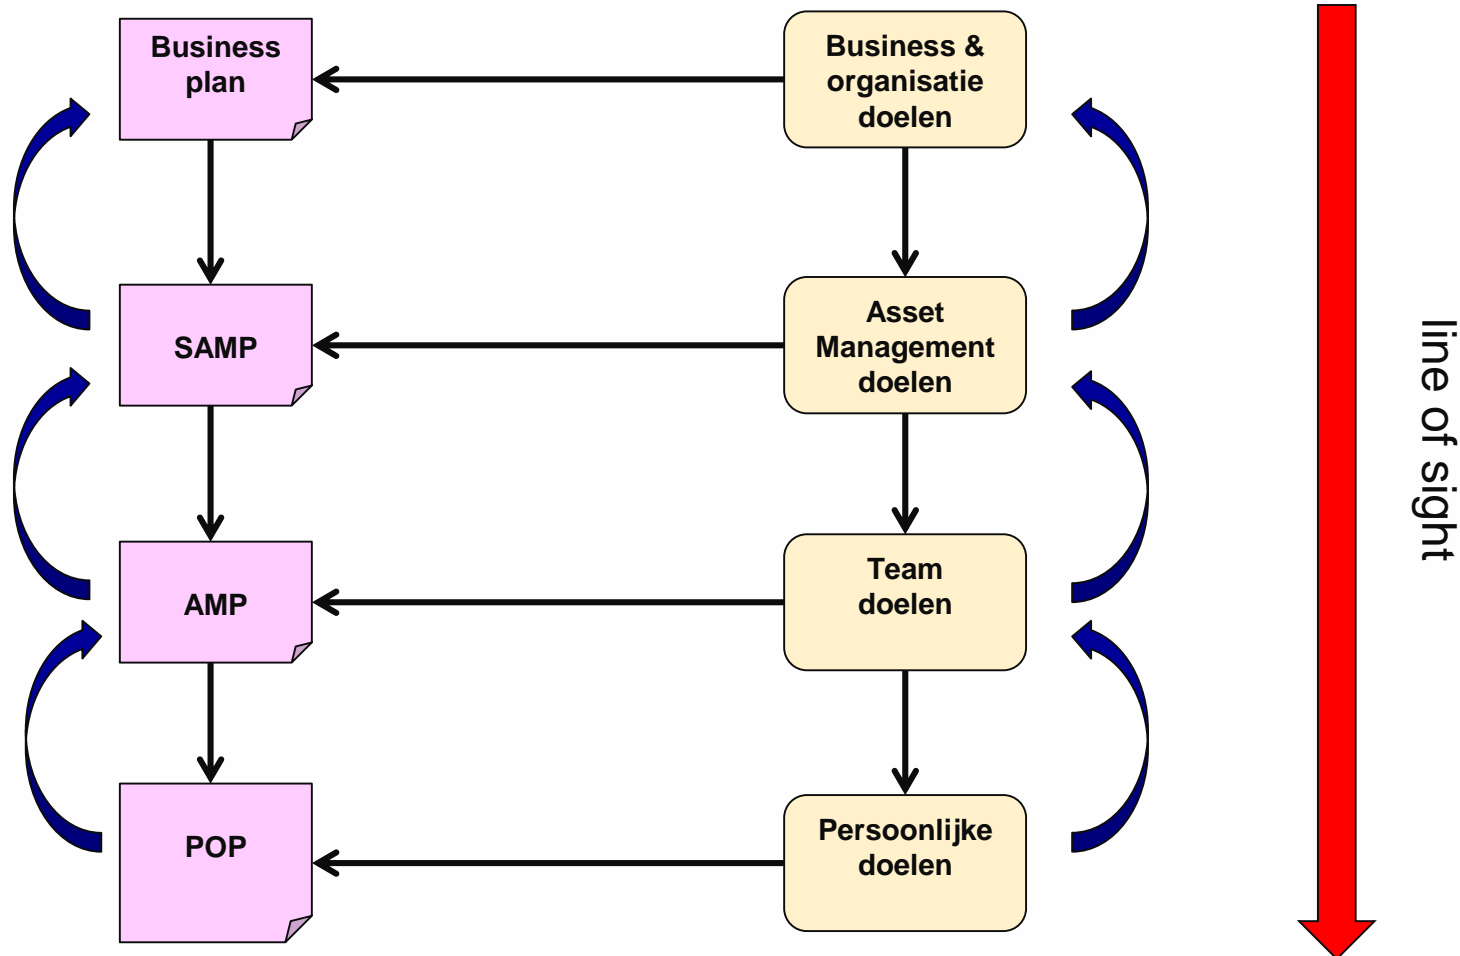 Business
plan
Business &
organisatie
doelen
SAMP
Asset
Management
doelen
AMP
Team
doelen
POP
Persoonlijke
doelen
line of sight